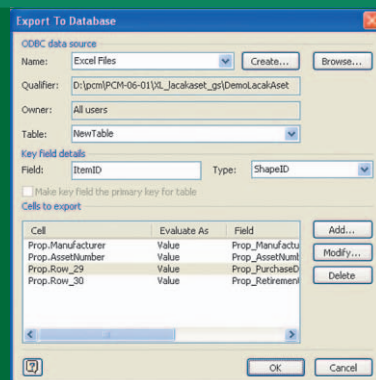 Export To Database
ODBC data source
Name: Excel Files Create... Browse...
Qualifier: D:\pcm\PCM-06-01\XL_lacakaset_gs\DemoLacakAset
Owner: All users
Table: NewTable
Key field details
Field: ItemID Type: ShapeID
Make key field the primary key for table
Cells to export
Cell Evaluate As Field Add...
Prop.Manufacturer Value Prop_Manufactu
Prop.AssetNumber Value Prop_AssetNumb Modify...
Prop.Row_29 Value Prop_PurchaseD Delete
Prop.Row_30 Value Prop_Retirement
OK Cancel